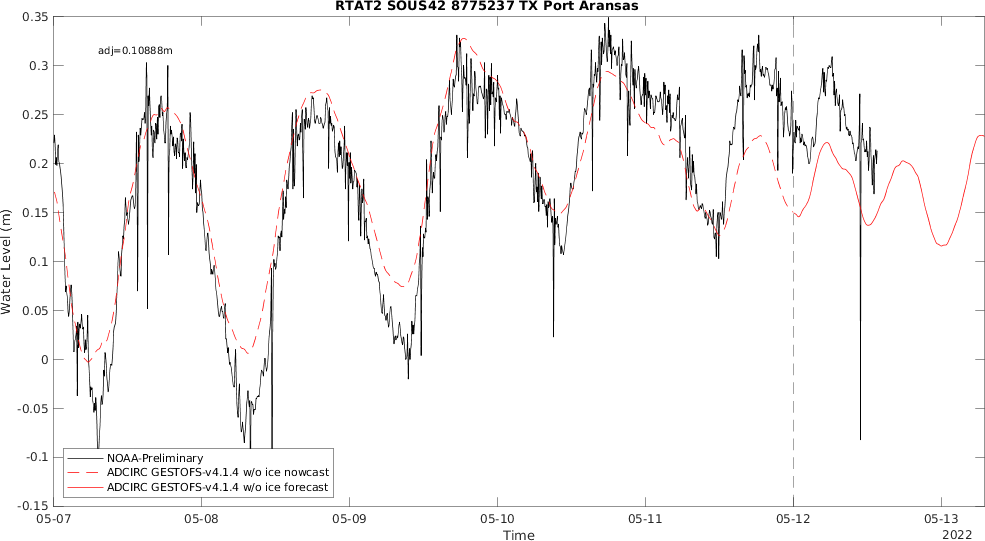 RTAT2 SOUS42 8775237 TX Port Aransas
adj=0.10888m
0.35
0.3
0.25
0.2
0.15
0.1
0.05
0
-0.05
-0.1
-0.15
Water Level (m)
NOAA-Preliminary
ADCIRC GESTOFS-v4.1.4 w/o ice nowcast
ADCIRC GESTOFS-v4.1.4 w/o ice forecast
05-07 05-08 05-09 05-10 05-11 05-12 05-13
Time
2022